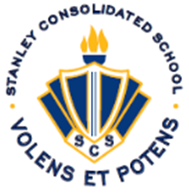 STANLEY CONSOLIDATED SCHOOL
SCS
VOLENS ET POTENS